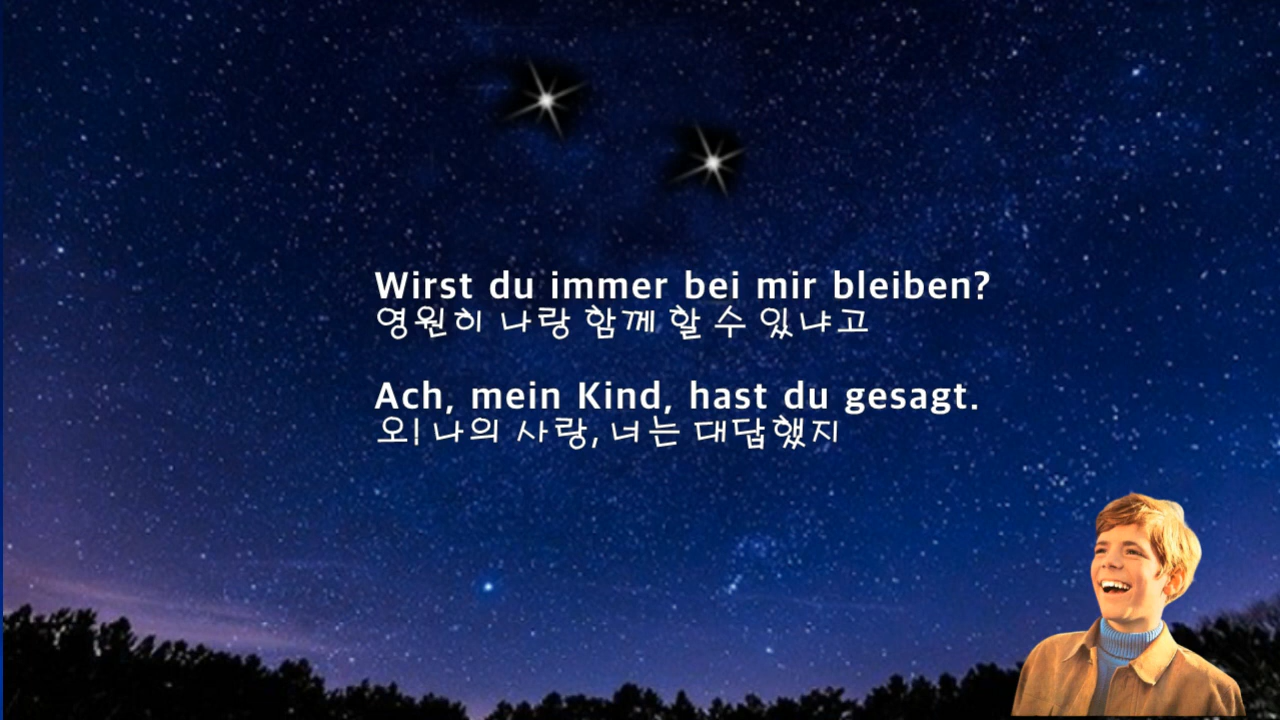 Wirst du immer bei mir bleiben?
영원히 나랑 함께 할 수 있냐고
Ach, mein Kind, hast du gesagt.
오! 나의 사랑, 너는 대답했지